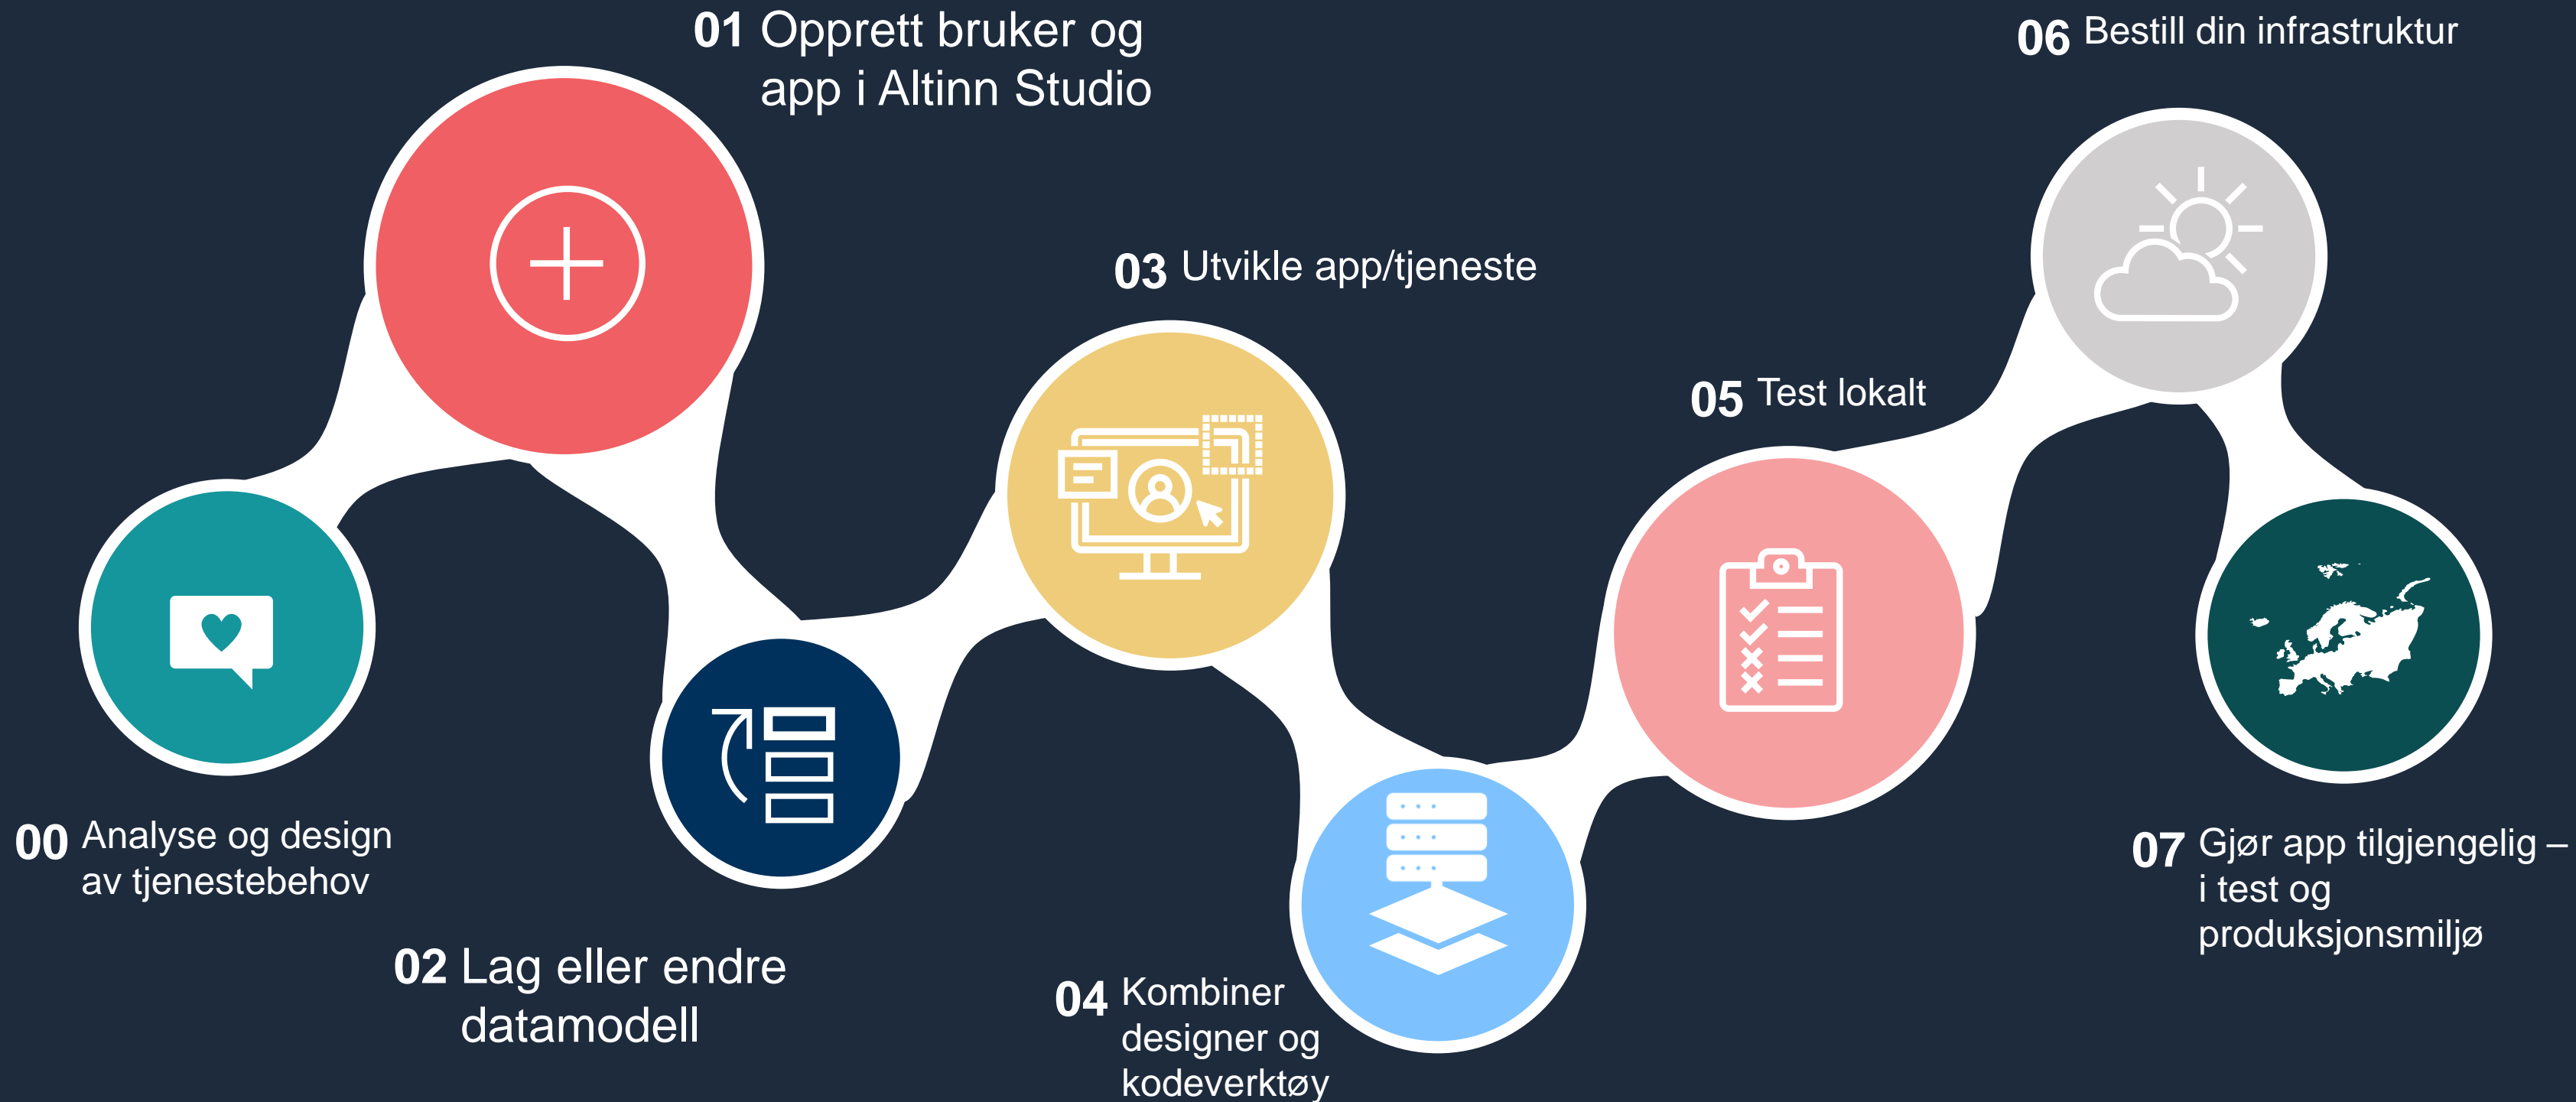 00 Analyse og design
av tjenestebehov
01 Opprett bruker og
app i Altinn Studio
02 Lag eller endre
datamodell
03 Utvikle app/tjeneste
04 Kombiner
designer og
kodeverktøy
05 Test lokalt
06 Bestill din infrastruktur
07 Gjør app tilgjengelig –
i test og
produksjonsmiljø